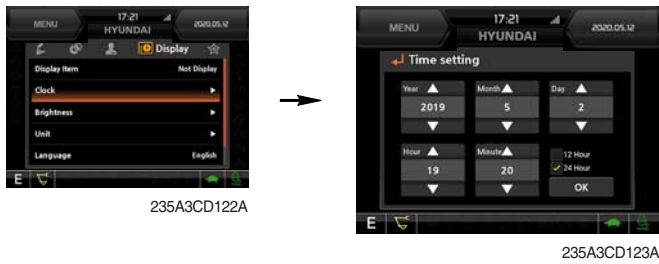 MENU
17:21
HYUNDAI
2020.05.12
Display
Display Item
Not Display
Clock
Brightness
Unit
Language
English
E
235A3CD122A
MENU
17:21
HYUNDAI
2020.05.12
Time setting
Year
Month
Day
2019
5
2
Hour
Minute
12 Hour
24 Hour
19
20
OK
E
235A3CD123A